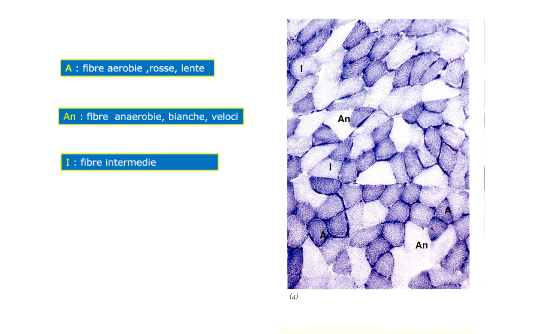 A : fibre aerobie ,rosse, lente
An : fibre anaerobie, bianche, veloci
I : fibre intermedie
I
An
I
A
A
An
(a)